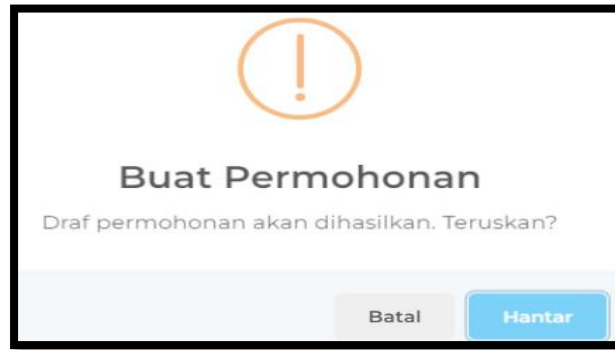 Buat Permohonan
Draf permohonan akan dihasilkan. Teruskan?
Batal
Hantar